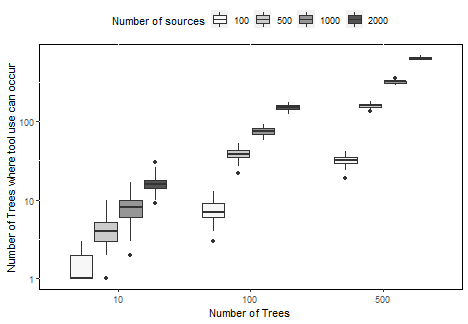 Number of sources 100 500 1000 2000
Number of Trees where tool use can occur
100
10
1
10 100 500
Number of Trees